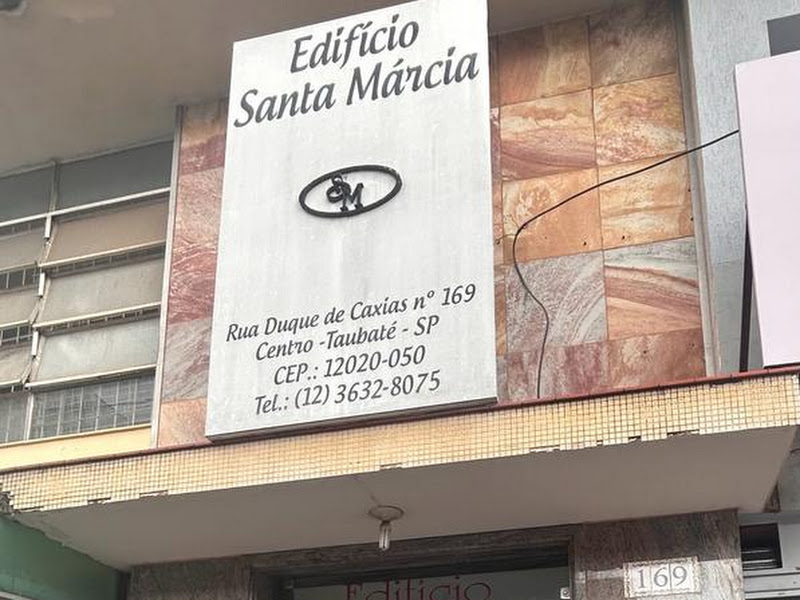 Edifício
Santa Márcia
SM
Rua Duque de Caxias nº 169
Centro -Taubaté - SP
CEP.: 12020-050
Tel.: (12) 3632-8075
169
Edifício